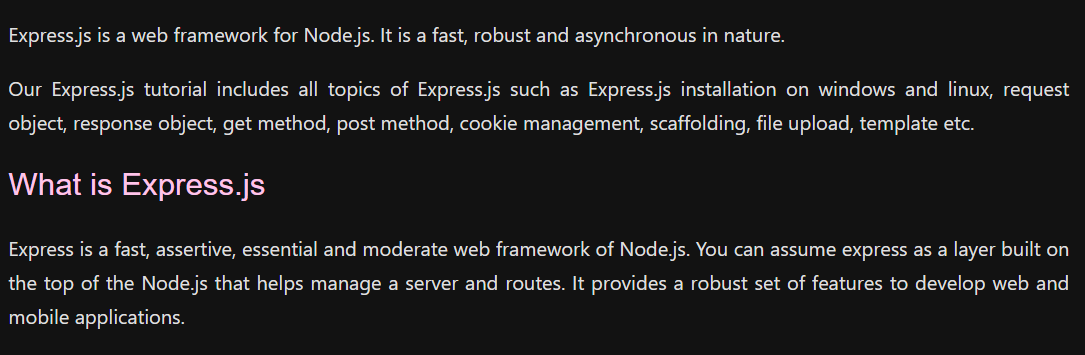 Express.js is a web framework for Node.js. It is a fast, robust and asynchronous in nature.
Our Express.js tutorial includes all topics of Express.js such as Express.js installation on windows and linux, request
object, response object, get method, post method, cookie management, scaffolding, file upload, template etc.
What is Express.js
Express is a fast, assertive, essential and moderate web framework of Node.js. You can assume express as a layer built on
the top of the Node.js that helps manage a server and routes. It provides a robust set of features to develop web and
mobile applications.